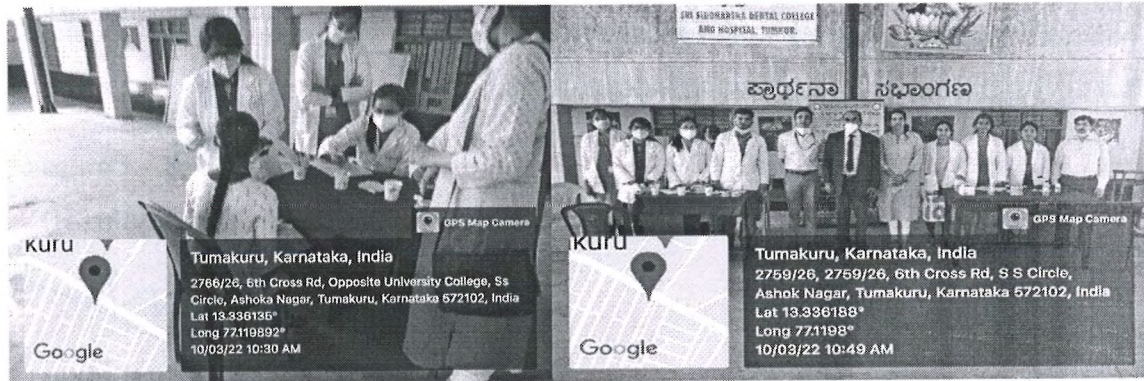 GPS Map Camera
kuru
Google
Tumakuru, Karnataka, India
2766/26, 6th Cross Rd, Opposite University College, Ss
Circle, Ashoka Nagar, Tumakuru, Karnataka 572102, India
Lat 13.336135°
Long 77.119892°
10/03/22 10:30 AM
SRI SIDDHARTHA DENTAL COLLEGE
AND HOSPITAL, TUMKUR.
ಪ್ರಾರ್ಥನಾ ಸಭಾಂಗಣ
GPS Map Camera
kuru
Google
Tumakuru, Karnataka, India
2759/26, 2759/26, 6th Cross Rd, S S Circle,
Ashok Nagar, Tumakuru, Karnataka 572102, India
Lat 13.336188°
Long 77.1198°
10/03/22 10:49 AM